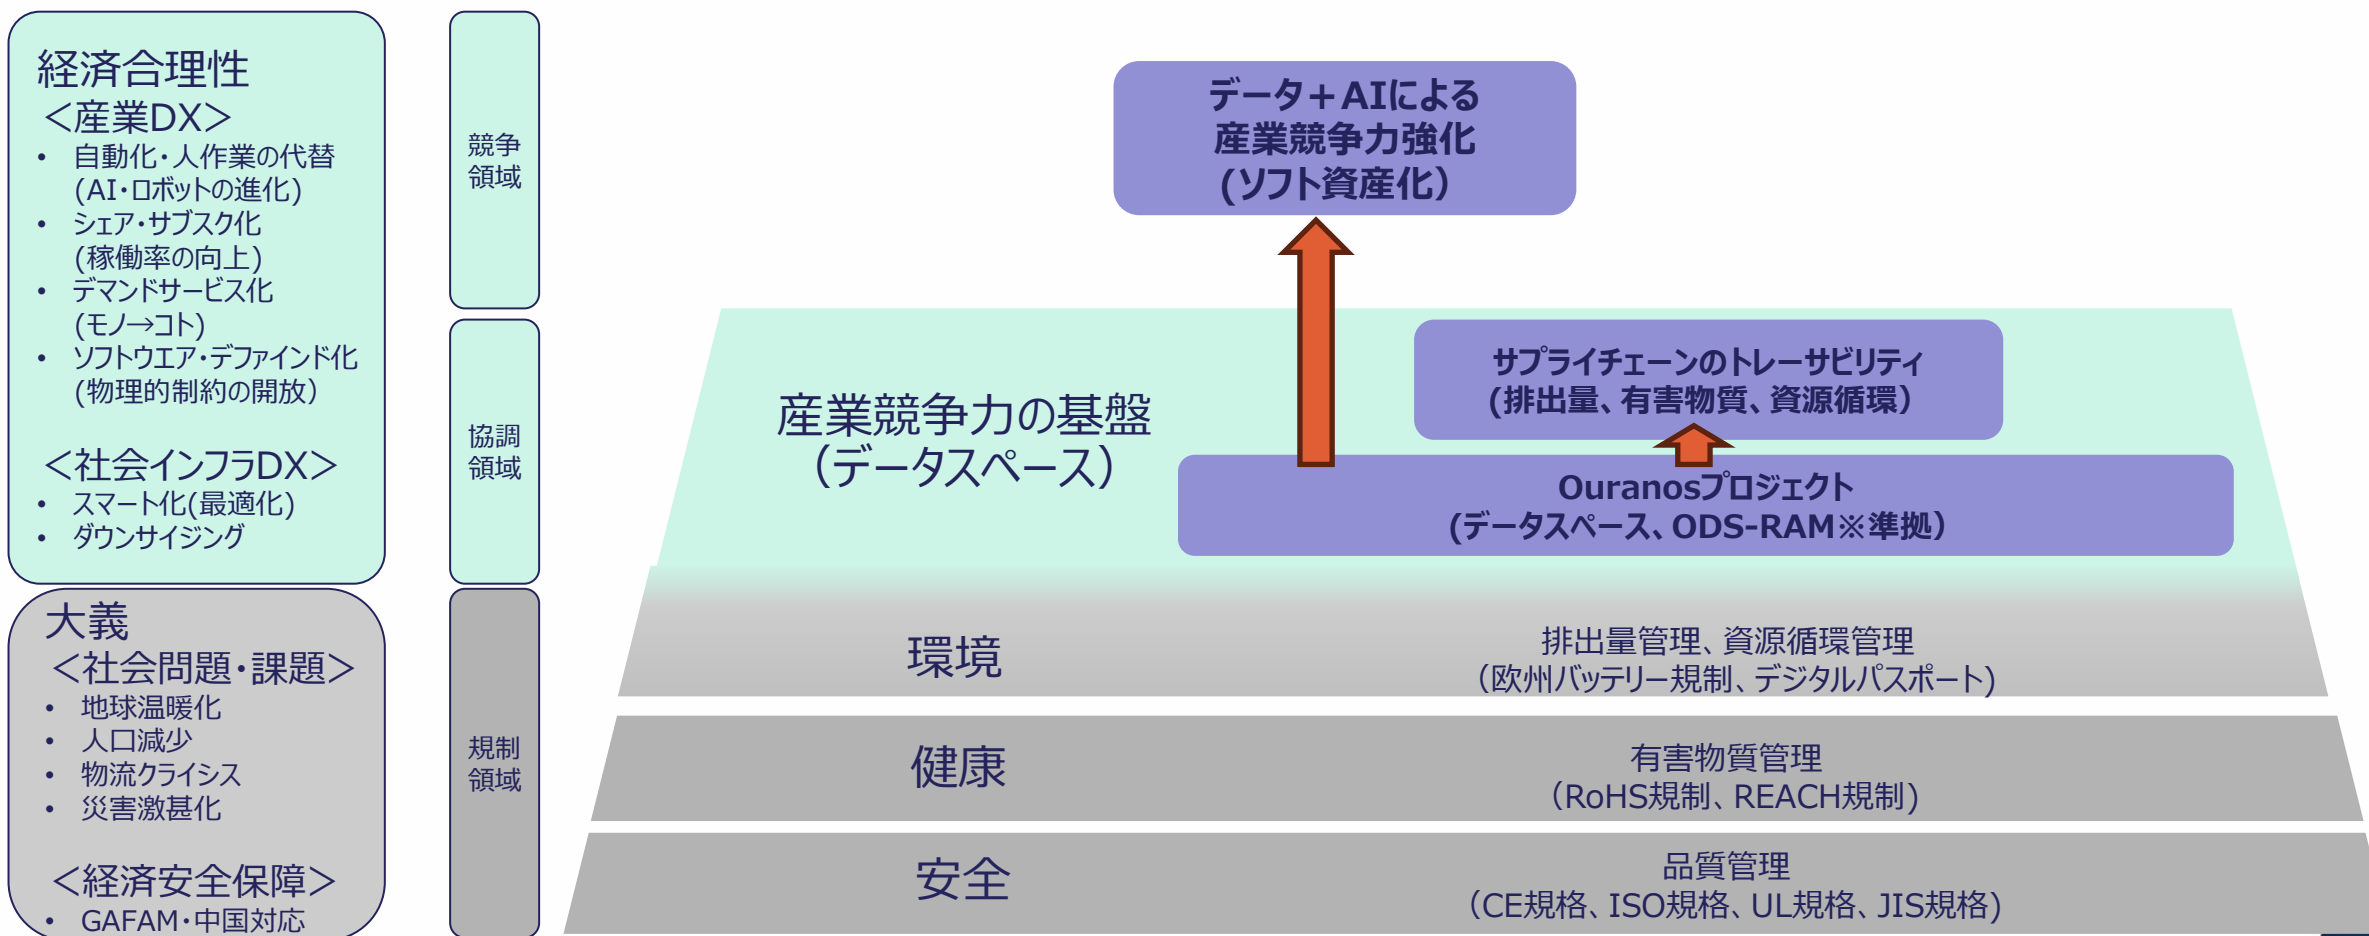 経済合理性
＜産業DX＞
• 自動化・人作業の代替
(AI・ロボットの進化)
• シェア・サブスク化
(稼働率の向上)
• デマンドサービス化
(モノ→コト)
• ソフトウエア・デファインド化
(物理的制約の開放）
＜社会インフラDX＞
• スマート化(最適化)
• ダウンサイジング
大義
＜社会問題・課題＞
• 地球温暖化
• 人口減少
• 物流クライシス
• 災害激甚化
＜経済安全保障＞
• GAFAM・中国対応
競争
領域
協調
領域
規制
領域
データ＋AIによる
産業競争力強化
(ソフト資産化）
産業競争力の基盤
（データスペース）
サプライチェーンのトレーサビリティ
(排出量、有害物質、資源循環）
Ouranosプロジェクト
(データスペース、ODS-RAM※準拠）
環境
排出量管理、資源循環管理
（欧州バッテリー規制、デジタルパスポート)
健康
有害物質管理
（RoHS規制、REACH規制)
安全
品質管理
（CE規格、ISO規格、UL規格、JIS規格)